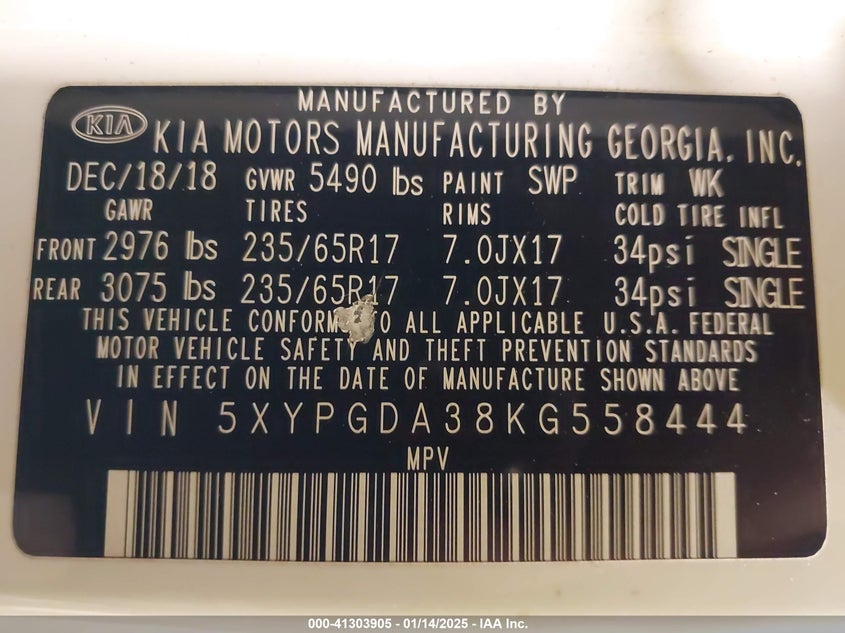 MANUFACTURED BY
KIA KIA MOTORS MANUFACTURING GEORGIA, INC.
DEC/18/18 GVWR 5490 lbs PAINT SWP TRIM WK
GAWR TIRES RIMS COLD TIRE INFL
FRONT 2976 lbs 235/65R17 7.0JX17 34psi SINGLE
REAR 3075 lbs 235/65R17 7.0JX17 34psi SINGLE
THIS VEHICLE CONFORM TO ALL APPLICABLE U.S.A. FEDERAL
MOTOR VEHICLE SAFETY AND THEFT PREVENTION STANDARDS
IN EFFECT ON THE DATE OF MANUFACTURE SHOWN ABOVE
VIN 5XYPGDA38KG558444
MPV
000-41303905 - 01/14/2025 - IAA Inc.